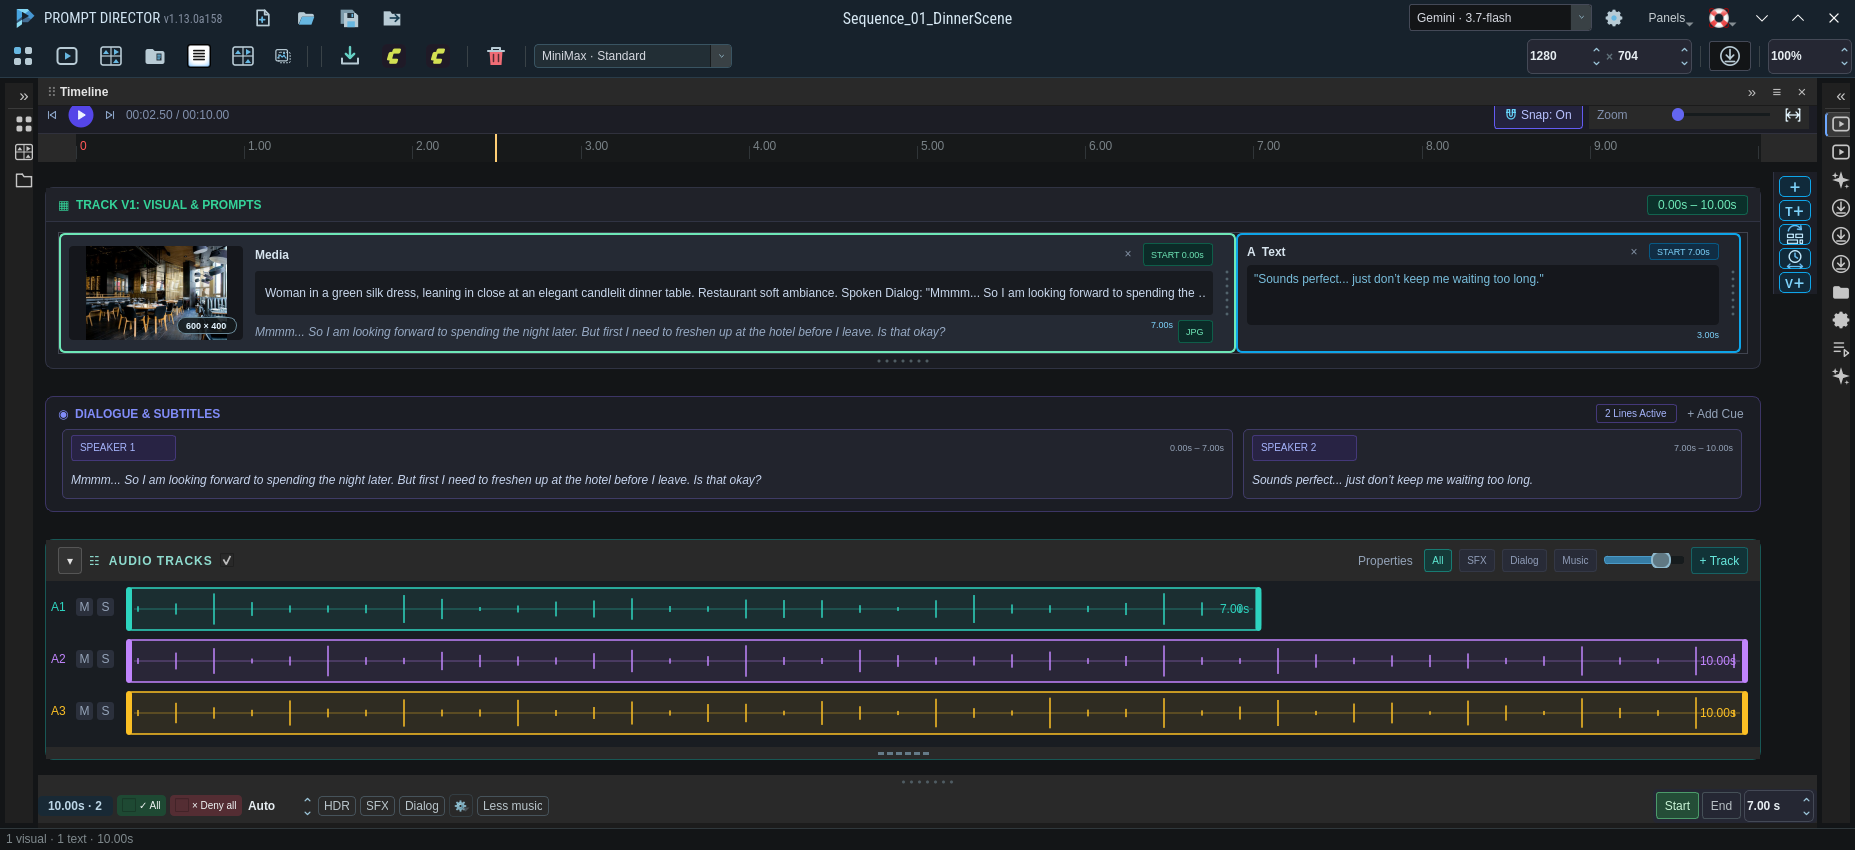 PROMPT DIRECTOR v1.13.0a158
Sequence_01_DinnerScene
Gemini · 3.7-flash
Panels
MiniMax · Standard
1280 × 704
100%
Timeline
00:02.50 / 00:10.00
Snap: On
Zoom
0 1.00 2.00 3.00 4.00 5.00 6.00 7.00 8.00 9.00
TRACK V1: VISUAL & PROMPTS
0.00s – 10.00s
Media
START 0.00s
Woman in a green silk dress, leaning in close at an elegant candlelit dinner table. Restaurant soft ambiance. Spoken Dialog: "Mmmm... So I am looking forward to spending the ..
600 × 400
Mmmm... So I am looking forward to spending the night later. But first I need to freshen up at the hotel before I leave. Is that okay?
7.00s
JPG
A Text
START 7.00s
"Sounds perfect... just don’t keep me waiting too long."
3.00s
T+
V+
DIALOGUE & SUBTITLES
2 Lines Active
+ Add Cue
SPEAKER 1
0.00s – 7.00s
Mmmm... So I am looking forward to spending the night later. But first I need to freshen up at the hotel before I leave. Is that okay?
SPEAKER 2
7.00s – 10.00s
Sounds perfect... just don’t keep me waiting too long.
AUDIO TRACKS
Properties
All
SFX
Dialog
Music
+ Track
A1 M S
7.00s
A2 M S
10.00s
A3 M S
10.00s
10.00s · 2
✓ All
× Deny all
Auto
HDR
SFX
Dialog
Less music
Start
End
7.00 s
1 visual · 1 text · 10.00s